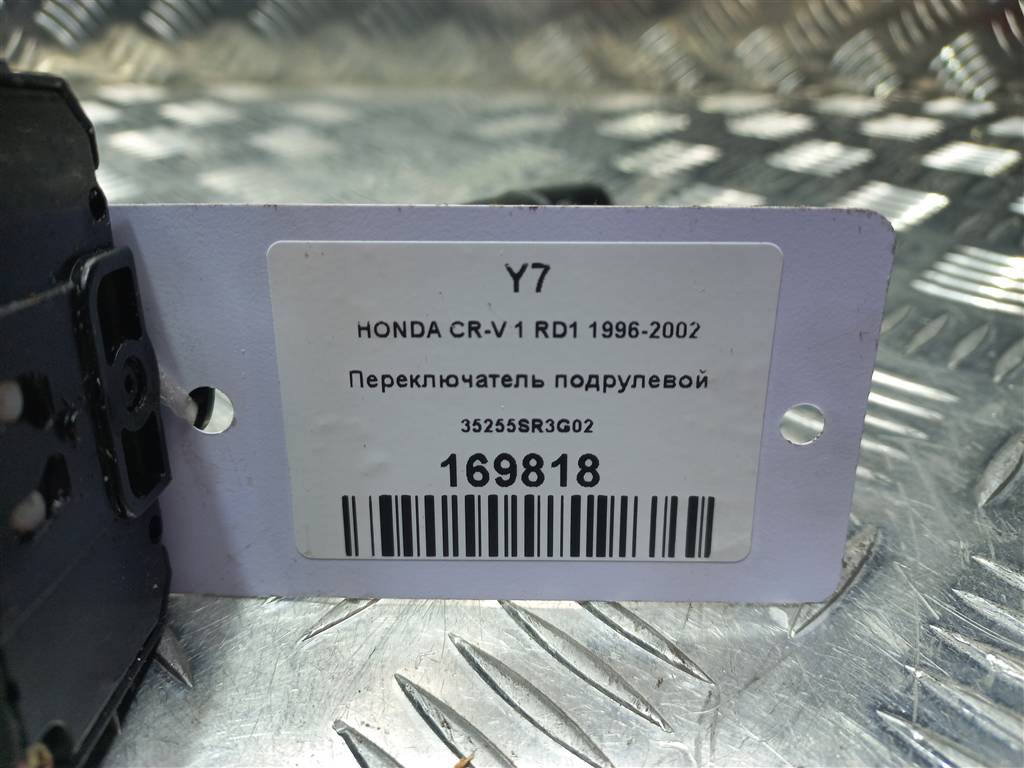 Y7
HONDA CR-V 1 RD1 1996-2002
Переключатель подрулевой
35255SR3G02
169818